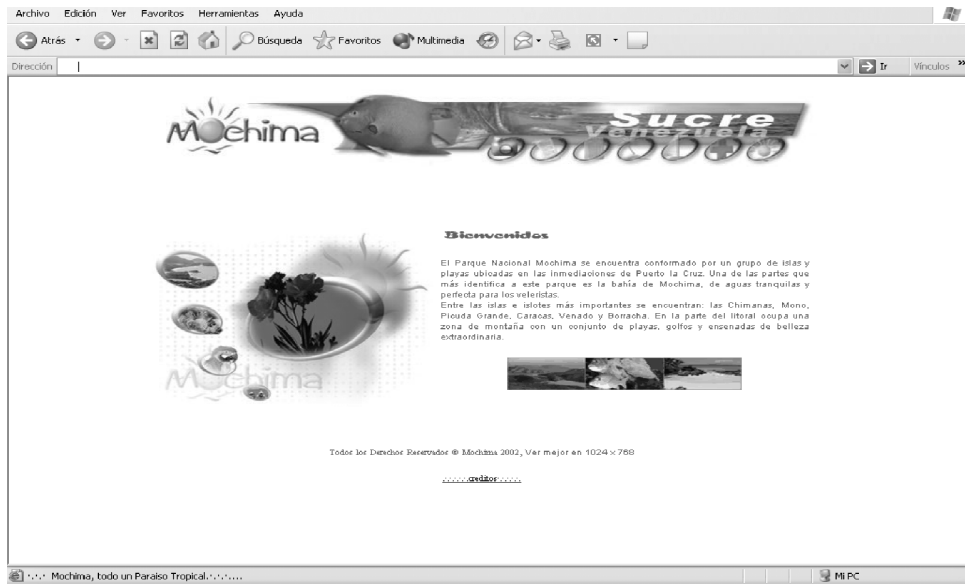 Archivo Edición Ver Favoritos Herramientas Ayuda
Atrás Búsqueda Favoritos Multimedia
Dirección Ir Vínculos »
Mochima
Sucre
Venezuela
Bienvenidos
El Parque Nacional Mochima se encuentra conformado por un grupo de islas y
playas ubicadas en las inmediaciones de Puerto la Cruz. Una de las partes que
más identifica a este parque es la bahía de Mochima, de aguas tranquilas y
perfecta para los veleristas.
Entre las islas e islotes más importantes se encuentran: las Chimanas, Mono,
Picuda Grande, Caracas, Venado y Borracha. En la parte del litoral ocupa una
zona de montaña con un conjunto de playas, golfos y ensenadas de belleza
extraordinaria.
Mochima
Todos los Derechos Reservados ® Mochima 2002, Ver mejor en 1024 x 768
.·.·.·.creditos·.·.·.
.·.·.· Mochima, todo un Paraiso Tropical.·.·.·.... Mi PC